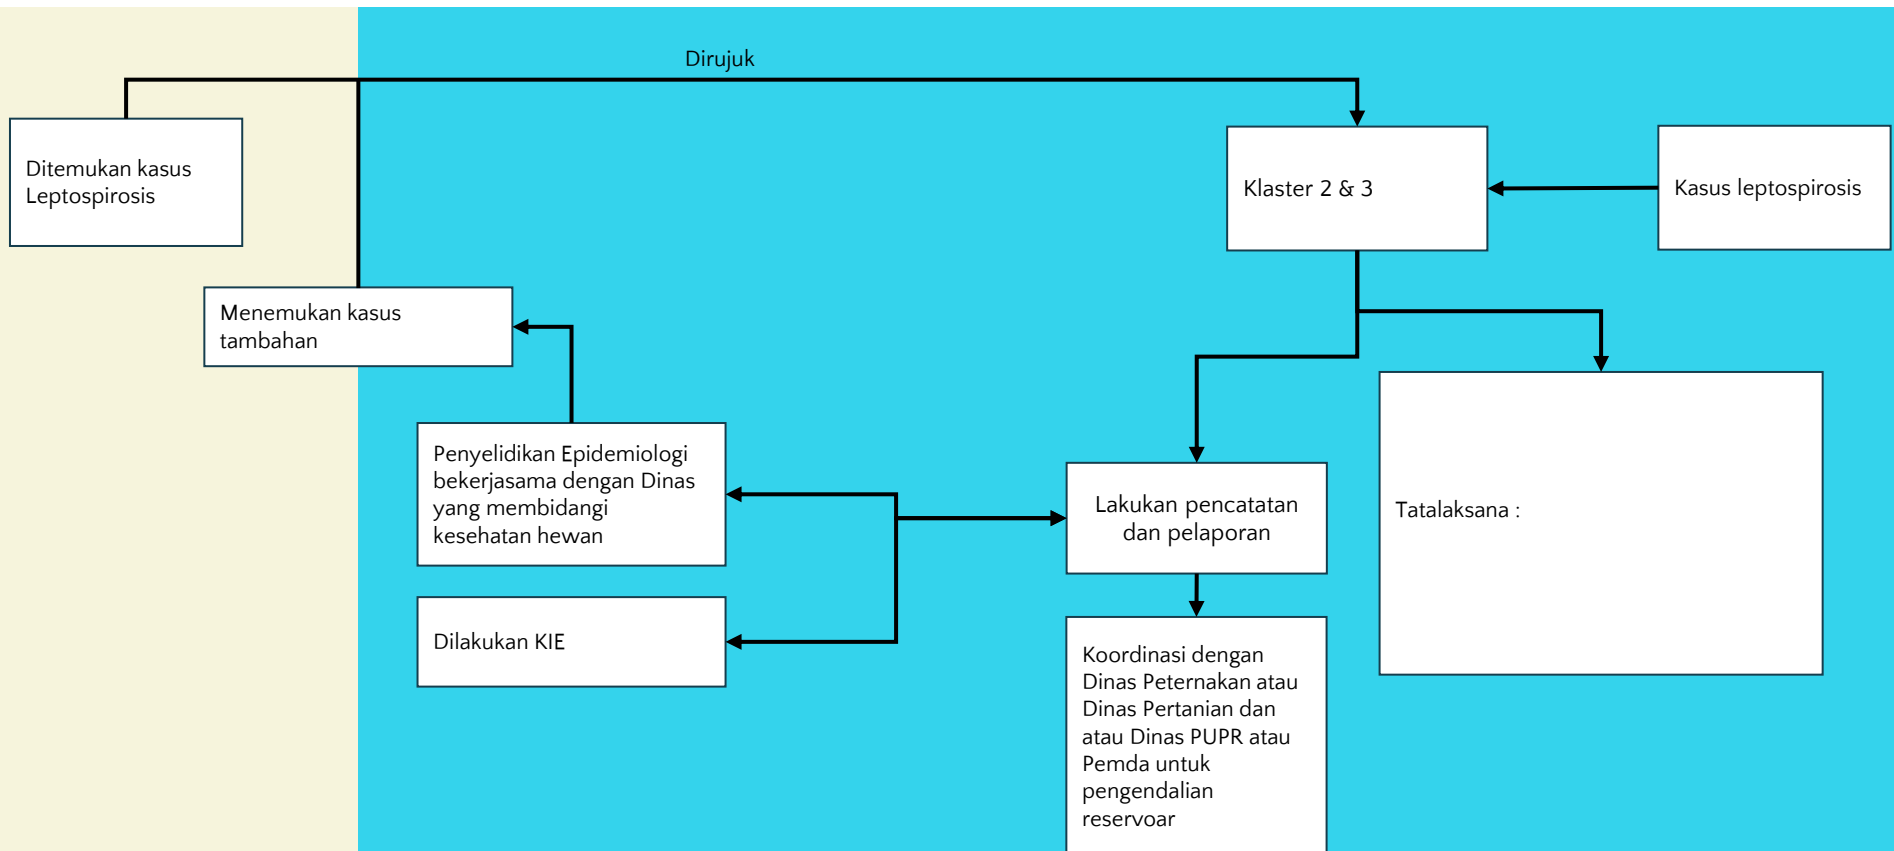 Dirujuk
Ditemukan kasus
Leptospirosis
Klaster 2 & 3
Kasus leptospirosis
Menemukan kasus
tambahan
Penyelidikan Epidemiologi
bekerjasama dengan Dinas
yang membidangi
kesehatan hewan
Lakukan pencatatan
dan pelaporan
Tatalaksana :
Dilakukan KIE
Koordinasi dengan
Dinas Peternakan atau
Dinas Pertanian dan
atau Dinas PUPR atau
Pemda untuk
pengendalian
reservoar